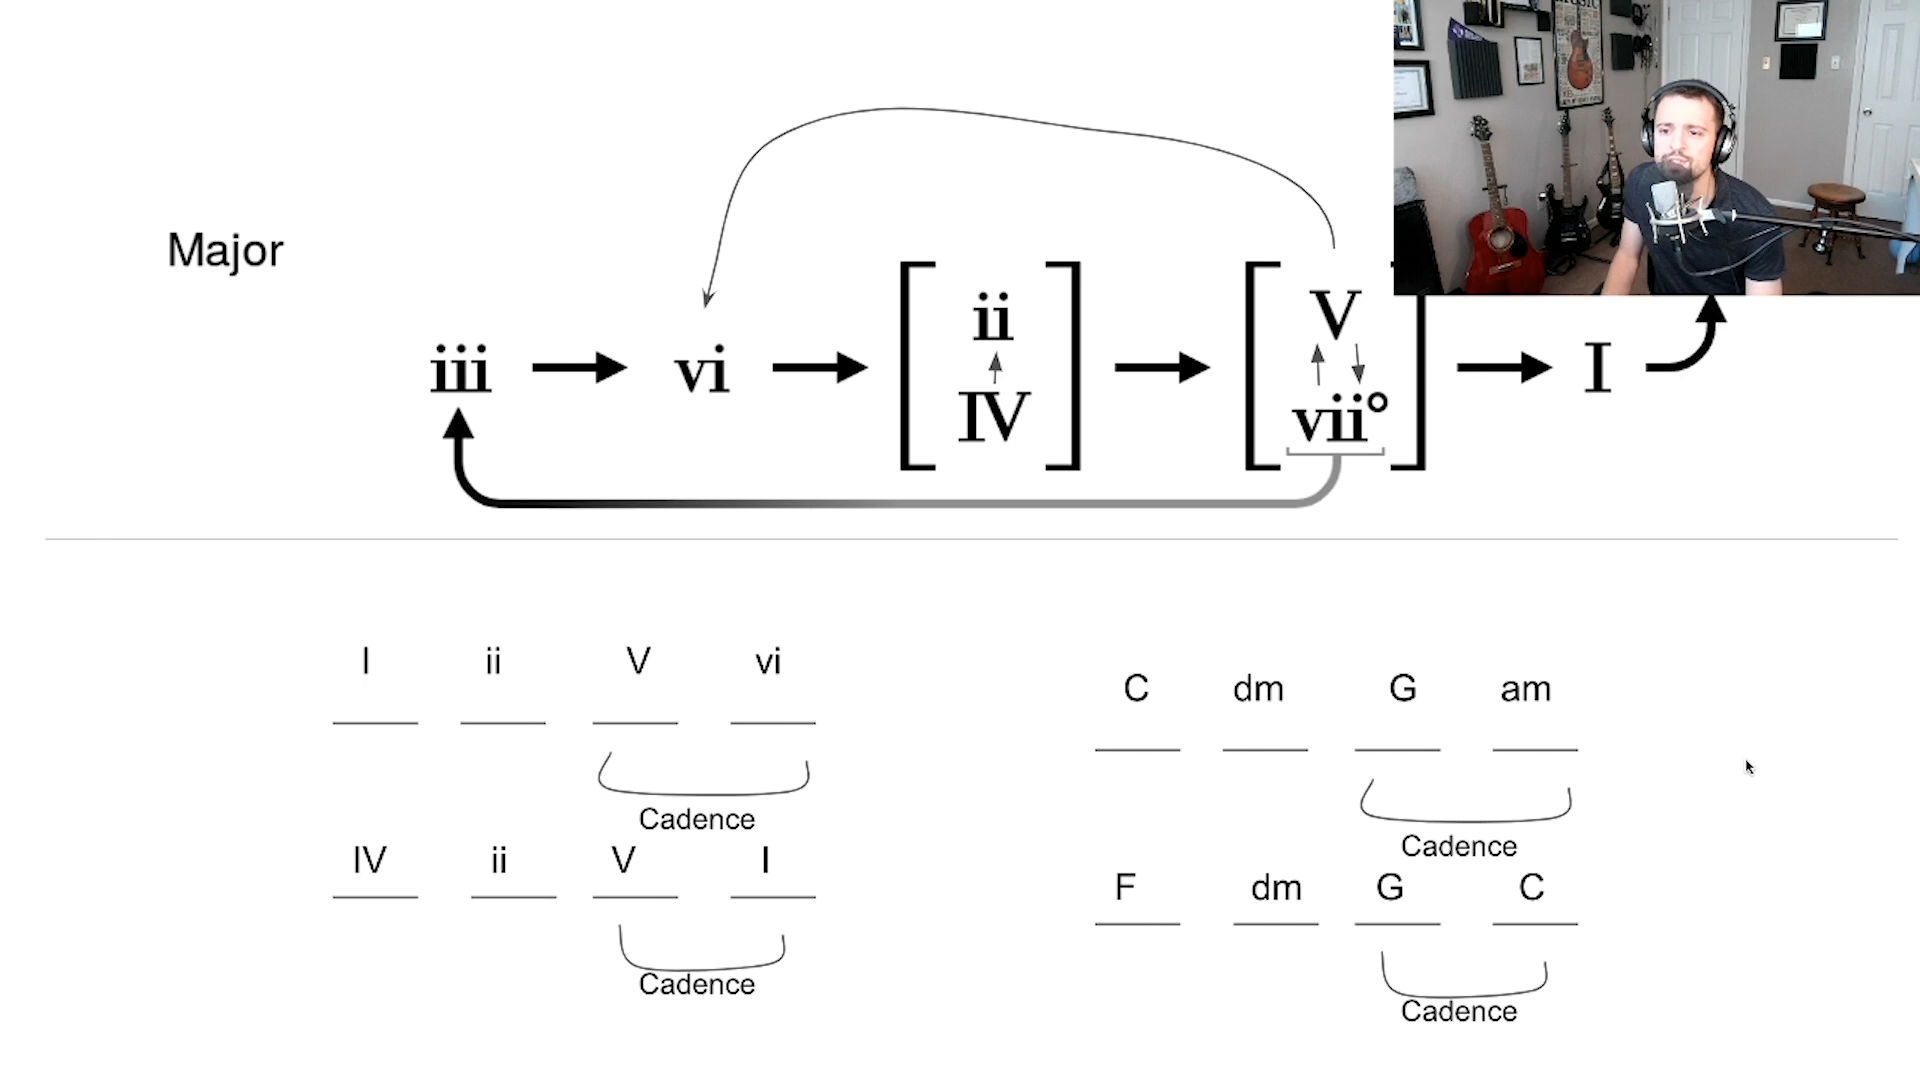 Major
iii vi ii V I
IV vii°
I ii V vi
Cadence
IV ii V I
Cadence
C dm G am
Cadence
F dm G C
Cadence